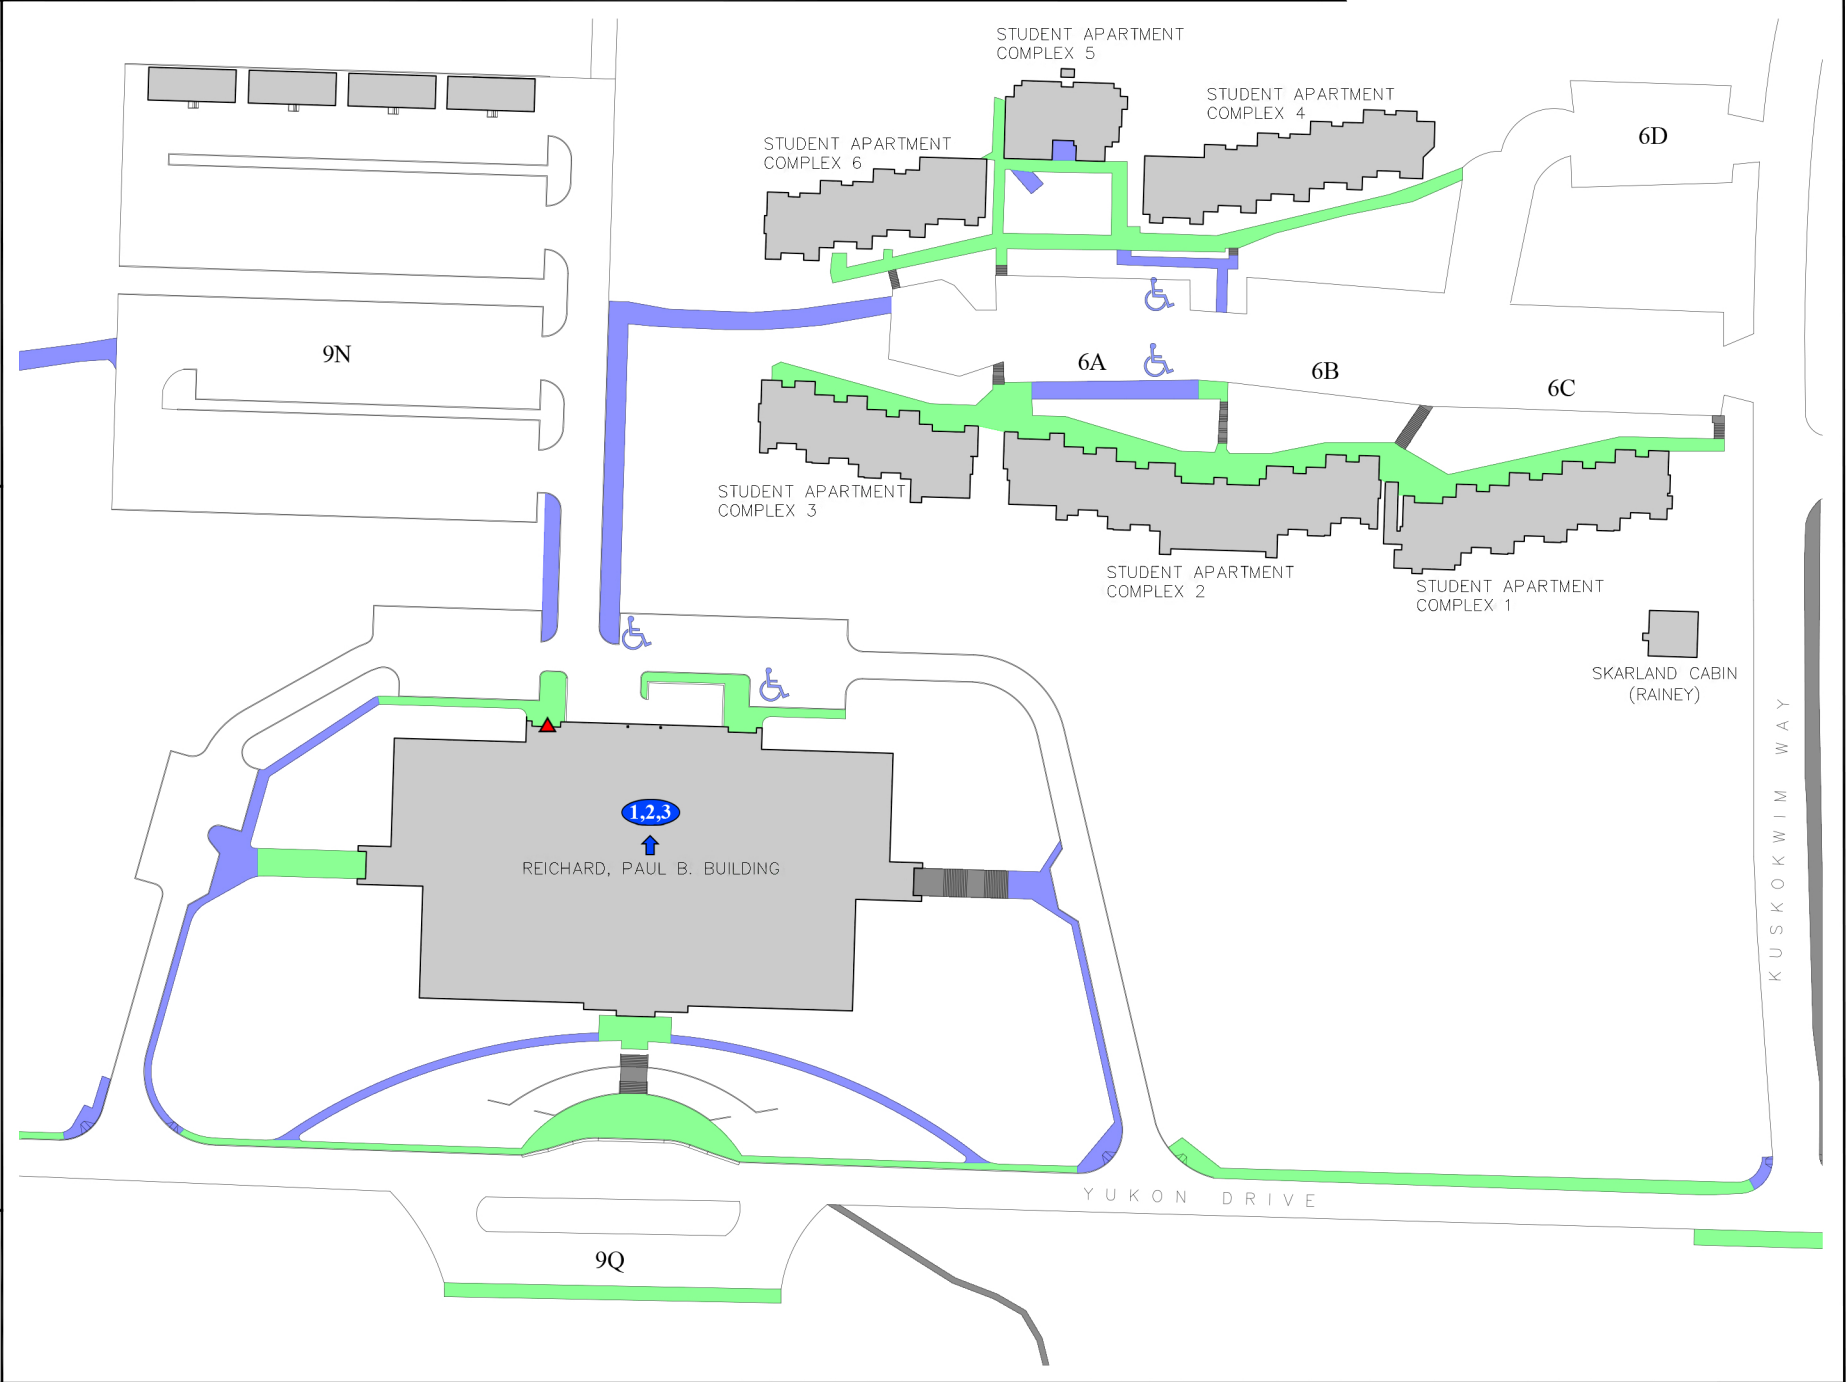 STUDENT APARTMENT
COMPLEX 5
STUDENT APARTMENT
COMPLEX 4
6D
STUDENT APARTMENT
COMPLEX 6
9N
6A
6B
6C
STUDENT APARTMENT
COMPLEX 3
STUDENT APARTMENT
COMPLEX 2
STUDENT APARTMENT
COMPLEX 1
SKARLAND CABIN
(RAINEY)
KUSKOKWIM WAY
1,2,3
REICHARD, PAUL B. BUILDING
YUKON DRIVE
9Q